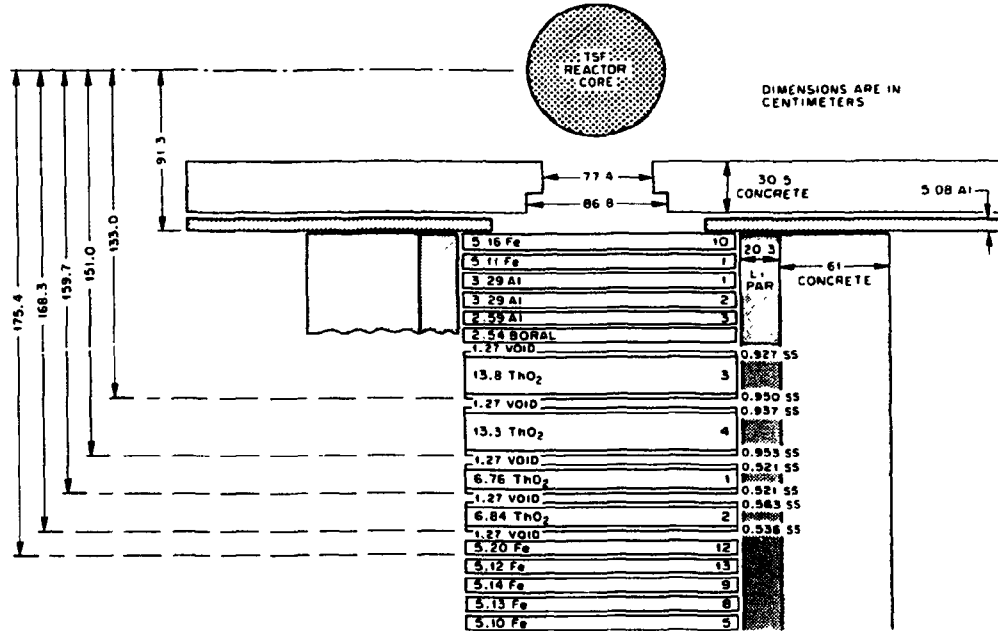 TSF
REACTOR
CORE
DIMENSIONS ARE IN
CENTIMETERS
91.3
133.0
151.0
159.7
168.3
175.4
77.4
86.8
30.5
CONCRETE
5.08 Al
5.16 Fe 10
5.11 Fe 1
3.29 Al 1
3.29 Al 2
2.59 Al 3
2.54 BORAL
1.27 VOID
13.8 ThO₂ 3
1.27 VOID
13.3 ThO₂ 4
1.27 VOID
6.76 ThO₂ 1
1.27 VOID
6.84 ThO₂ 2
1.27 VOID
5.20 Fe 12
5.12 Fe 13
5.14 Fe 9
5.13 Fe 8
5.10 Fe 5
20.3
Li
PAR
61
CONCRETE
0.927 SS
0.950 SS
0.937 SS
0.953 SS
0.521 SS
0.521 SS
0.563 SS
0.536 SS